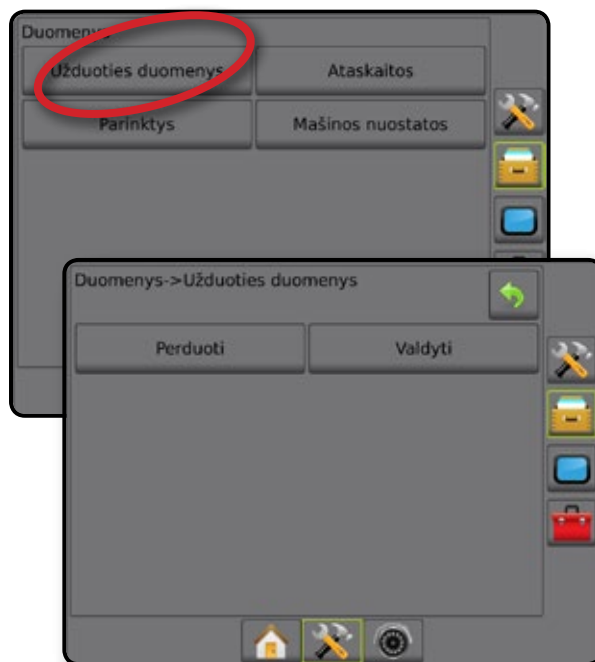 Duomenys
Užduoties duomenys
Ataskaitos
Parinktys
Mašinos nuostatos
Duomenys->Užduoties duomenys
Perduoti
Valdyti